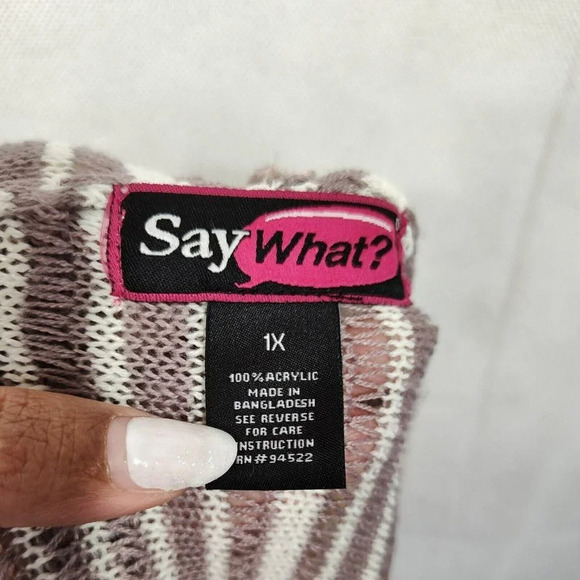 Say What?
1X
100% ACRYLIC
MADE IN
BANGLADESH
SEE REVERSE
FOR CARE
INSTRUCTION
RN#94522